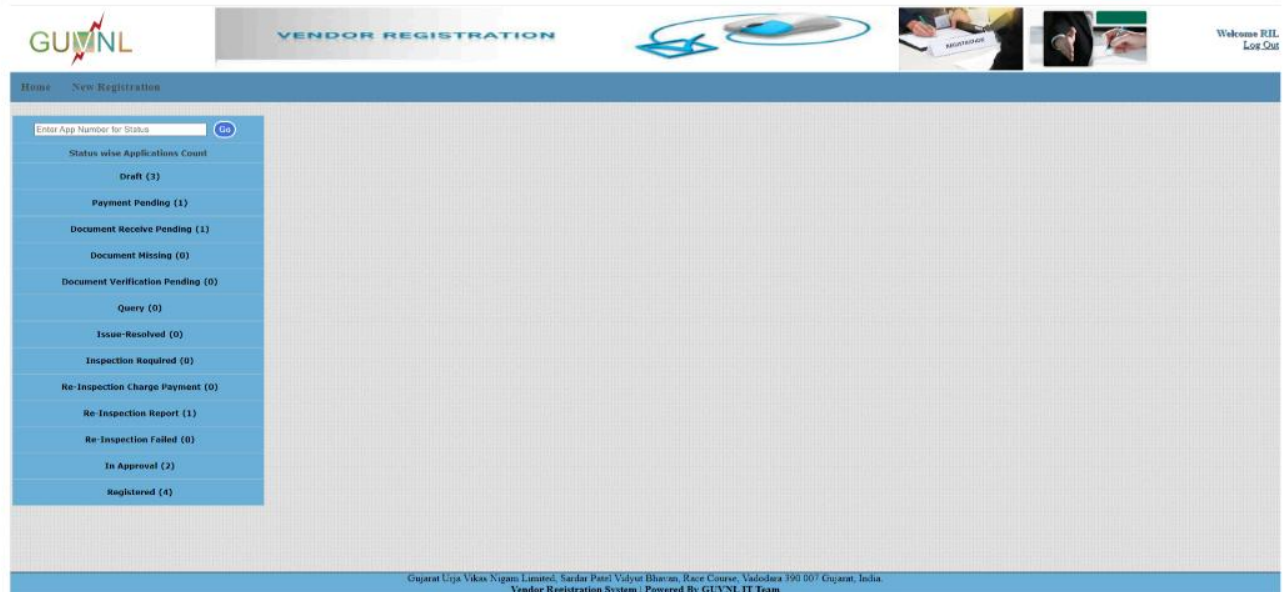 GUVNL
VENDOR REGISTRATION
REGISTRATION
Welcome RIL
Log Out
Home New Registration
Enter App Number for Status Go
Status wise Applications Count
Draft (3)
Payment Pending (1)
Document Receive Pending (1)
Document Missing (0)
Document Verification Pending (0)
Query (0)
Issue-Resolved (0)
Inspection Required (0)
Re-Inspection Charge Payment (0)
Re-Inspection Report (1)
Re-Inspection Failed (0)
In Approval (2)
Registered (4)
Gujarat Urja Vikas Nigam Limited, Sardar Patel Vidyut Bhavan, Race Course, Vadodara 390 007 Gujarat, India.
Vendor Registration System | Powered By GUVNL IT Team